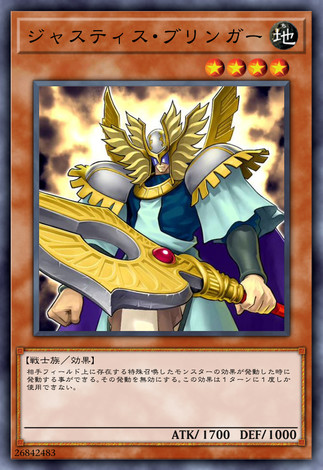 ジャスティス・ブリンガー 地
【戦士族／効果】
相手フィールド上に存在する特殊召喚したモンスターの効果が発動した時に
発動する事ができる。その発動を無効にする。この効果は１ターンに１度しか
使用できない。
ATK/1700 DEF/1000
26842483